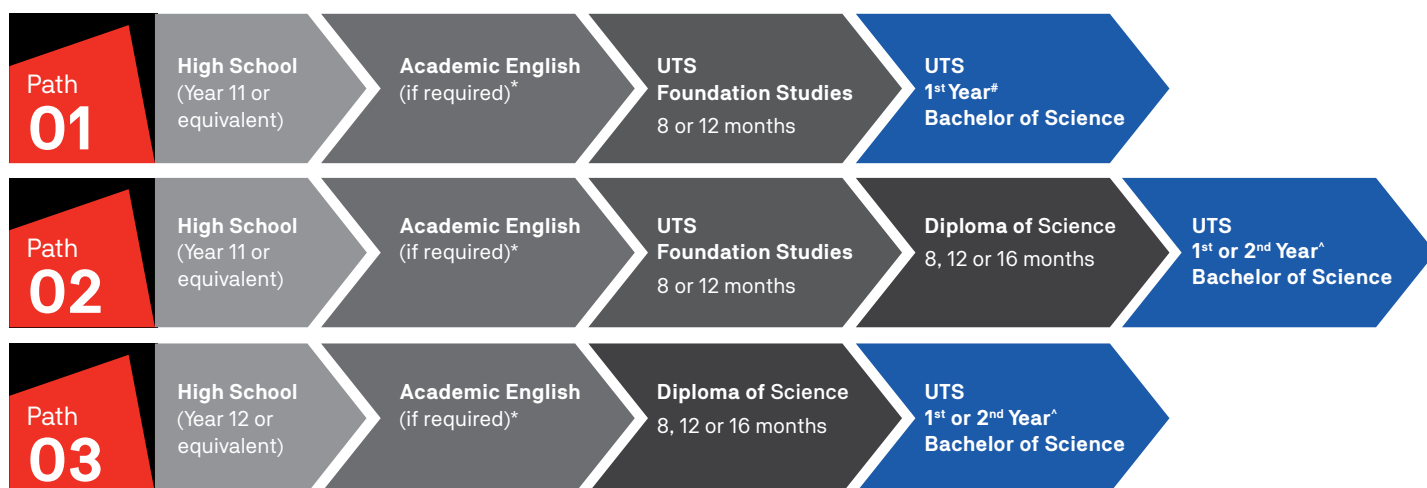 Path
01
High School
(Year 11 or
equivalent)
Academic English
(if required)*
UTS
Foundation Studies
8 or 12 months
UTS
1st Year#
Bachelor of Science
Path
02
High School
(Year 11 or
equivalent)
Academic English
(if required)*
UTS
Foundation Studies
8 or 12 months
Diploma of Science
8, 12 or 16 months
UTS
1st or 2nd Year^
Bachelor of Science
Path
03
High School
(Year 12 or
equivalent)
Academic English
(if required)*
Diploma of Science
8, 12 or 16 months
UTS
1st or 2nd Year^
Bachelor of Science